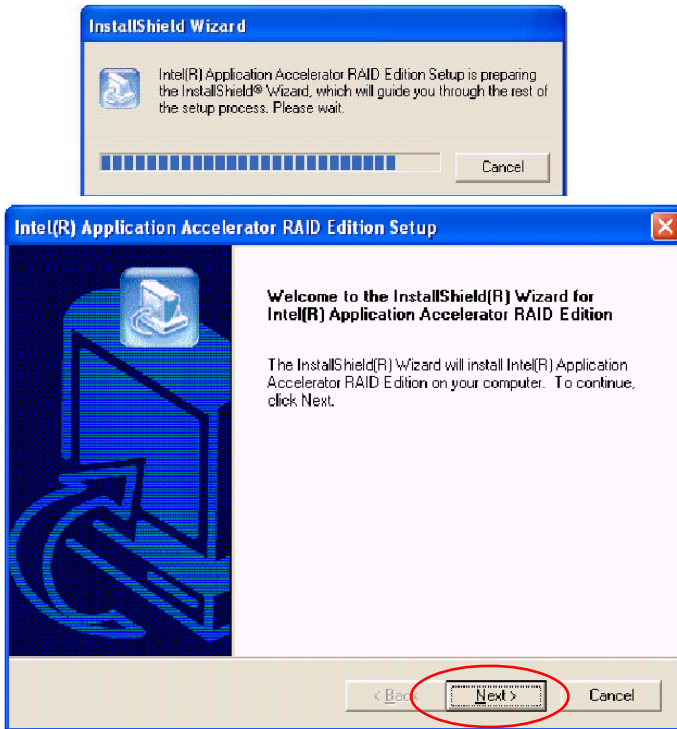 InstallShield Wizard
Intel(R) Application Accelerator RAID Edition Setup is preparing
the InstallShield® Wizard, which will guide you through the rest of
the setup process. Please wait.
Cancel
Intel(R) Application Accelerator RAID Edition Setup
Welcome to the InstallShield(R) Wizard for
Intel(R) Application Accelerator RAID Edition
The InstallShield(R) Wizard will install Intel(R) Application
Accelerator RAID Edition on your computer. To continue,
click Next.
< Back
Next >
Cancel